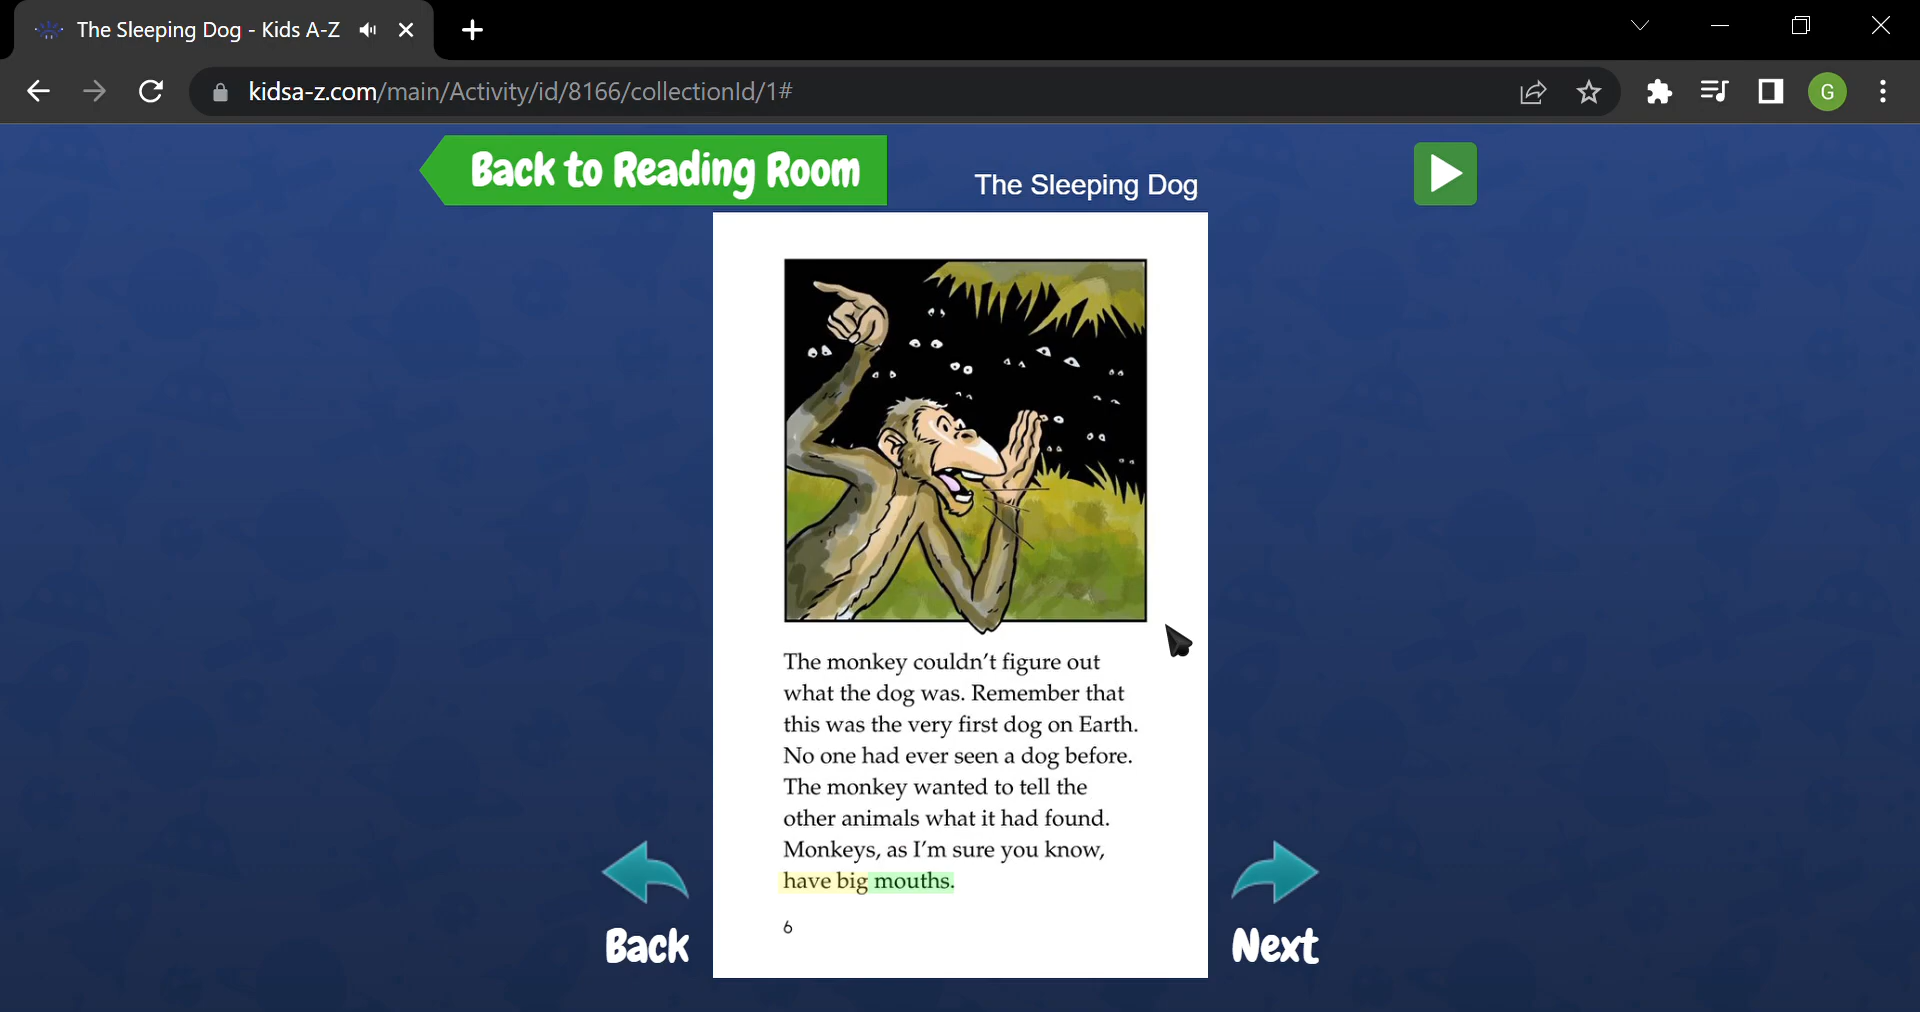 The Sleeping Dog - Kids A-Z
kidsa-z.com/main/Activity/id/8166/collectionId/1#
G
Back to Reading Room
The Sleeping Dog
The monkey couldn't figure out
what the dog was. Remember that
this was the very first dog on Earth.
No one had ever seen a dog before.
The monkey wanted to tell the
other animals what it had found.
Monkeys, as I'm sure you know,
have big mouths.
6
Back
Next